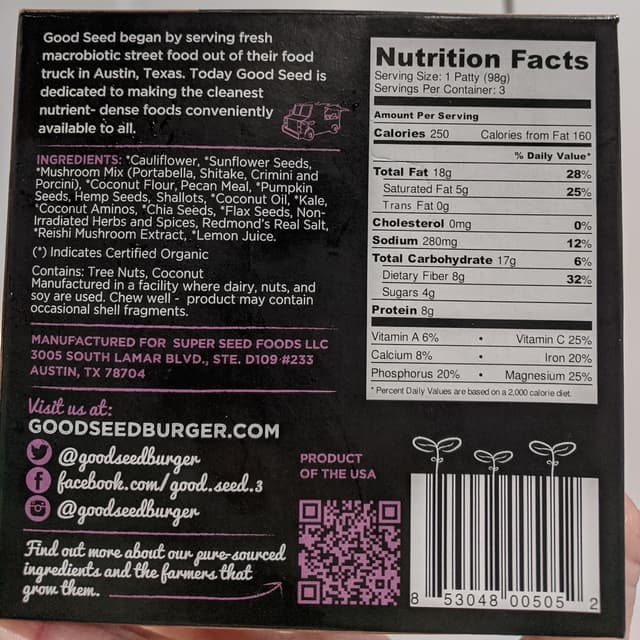 Good Seed began by serving fresh
macrobiotic street food out of their food
truck in Austin, Texas. Today Good Seed is
dedicated to making the cleanest
nutrient- dense foods conveniently
available to all.
INGREDIENTS: *Cauliflower, *Sunflower Seeds,
*Mushroom Mix (Portabella, Shitake, Crimini and
Porcini), *Coconut Flour, Pecan Meal, *Pumpkin
Seeds, Hemp Seeds, Shallots, *Coconut Oil, *Kale,
*Coconut Aminos, *Chia Seeds, *Flax Seeds, Non-
Irradiated Herbs and Spices, Redmond's Real Salt,
*Reishi Mushroom Extract, *Lemon Juice.
(*) Indicates Certified Organic
Contains: Tree Nuts, Coconut
Manufactured in a facility where dairy, nuts, and
soy are used. Chew well - product may contain
occasional shell fragments.
MANUFACTURED FOR SUPER SEED FOODS LLC
3005 SOUTH LAMAR BLVD., STE. D109 #233
AUSTIN, TX 78704
Visit us at:
GOODSEEDBURGER.COM
@goodseedburger
facebook.com/good.seed.3
@goodseedburger
Find out more about our pure-sourced
ingredients and the farmers that
grow them.
PRODUCT
OF THE USA
Nutrition Facts
Serving Size: 1 Patty (98g)
Servings Per Container: 3
Amount Per Serving
Calories 250 Calories from Fat 160
% Daily Value*
Total Fat 18g 28%
Saturated Fat 5g 25%
Trans Fat 0g
Cholesterol 0mg 0%
Sodium 280mg 12%
Total Carbohydrate 17g 6%
Dietary Fiber 8g 32%
Sugars 4g
Protein 8g
Vitamin A 6% • Vitamin C 25%
Calcium 8% • Iron 20%
Phosphorus 20% • Magnesium 25%
* Percent Daily Values are based on a 2,000 calorie diet.
8 53048 00505 2